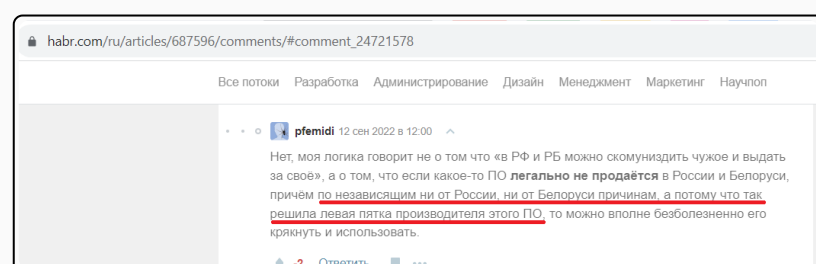 habr.com/ru/articles/687596/comments/#comment_24721578
Все потоки Разработка Администрирование Дизайн Менеджмент Маркетинг Научпоп
pfemidi 12 сен 2022 в 12:00
Нет, моя логика говорит не о том что «в РФ и РБ можно скомуниздить чужое и выдать
за своё», а о том, что если какое-то ПО легально не продаётся в России и Белоруси,
причём по независящим ни от России, ни от Белоруси причинам, а потому что так
решила левая пятка производителя этого ПО, то можно вполне безболезненно его
крякнуть и использовать.
-2 Ответить